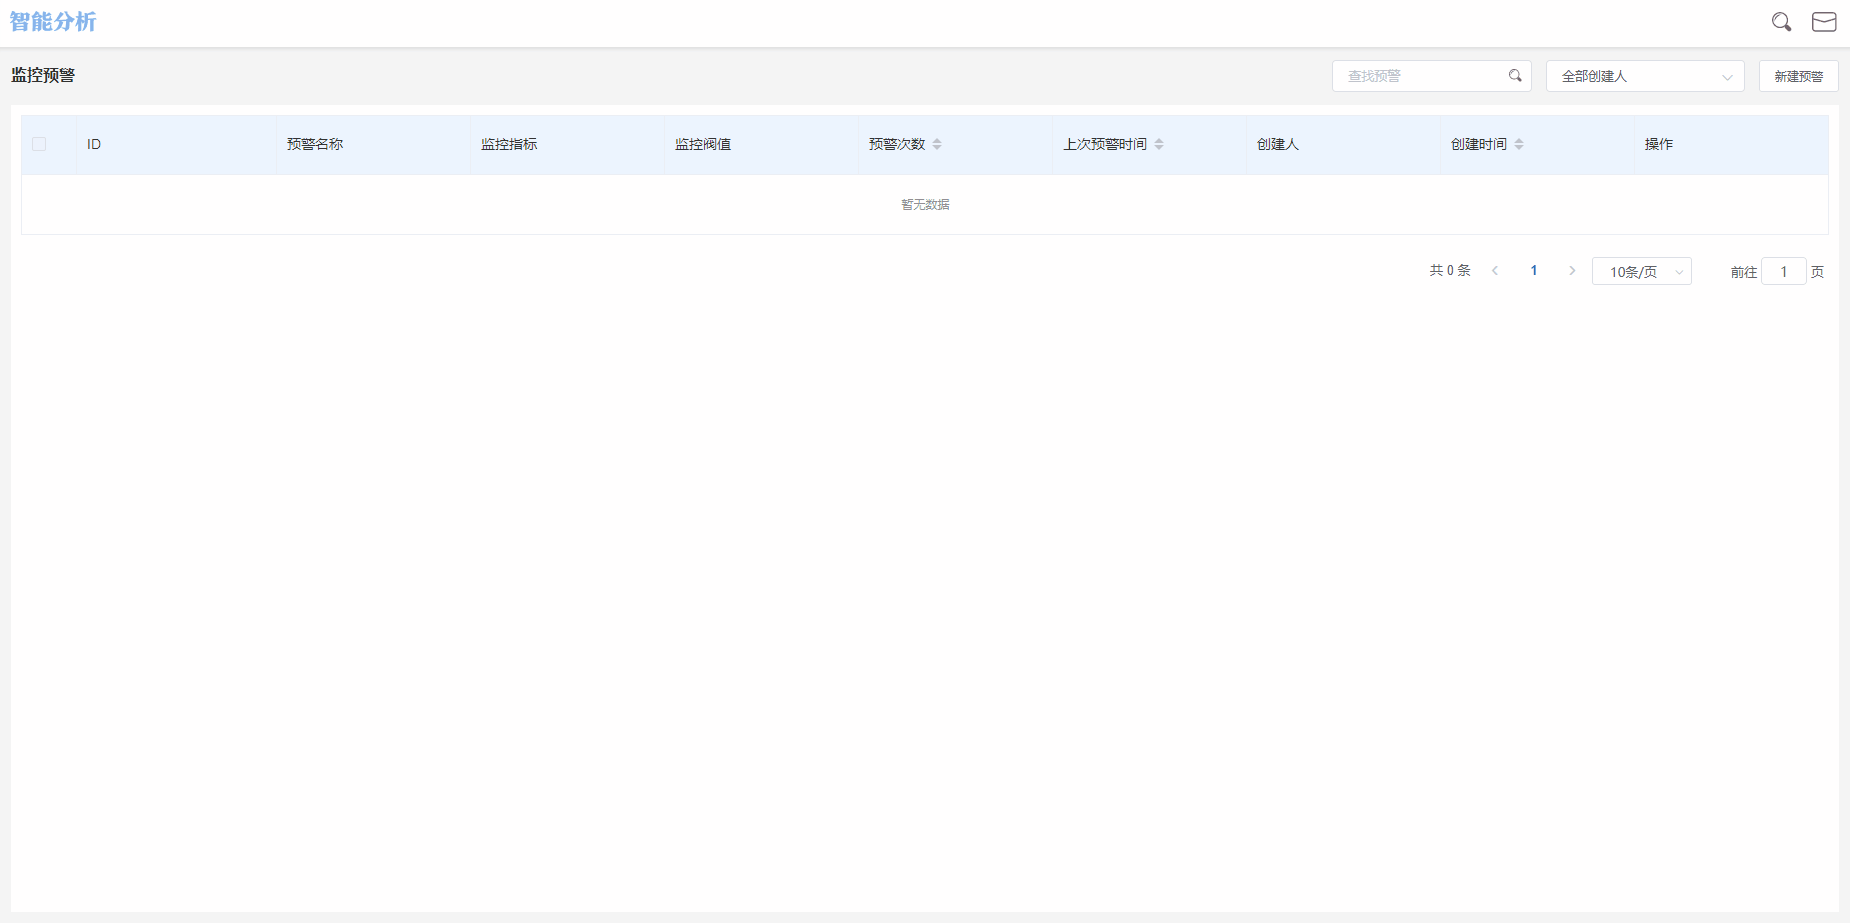 智能分析
监控预警
查找预警
全部创建人
新建预警
ID 预警名称 监控指标 监控阀值 预警次数 上次预警时间 创建人 创建时间 操作
暂无数据
共 0 条 1 10条/页 前往 1 页